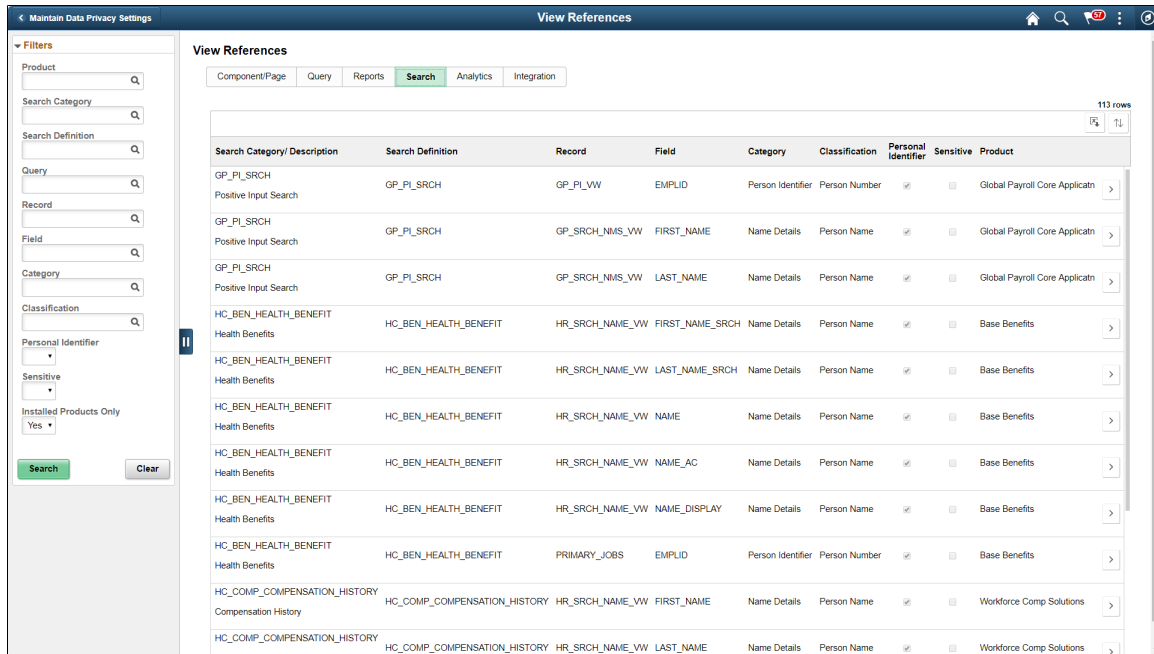 Maintain Data Privacy Settings
View References
57
Filters
Product
Search Category
Search Definition
Query
Record
Field
Category
Classification
Personal Identifier
Sensitive
Installed Products Only
Yes
Search
Clear
View References
Component/Page Query Reports Search Analytics Integration
113 rows
Search Category/ Description Search Definition Record Field Category Classification Personal Identifier Sensitive Product
GP_PI_SRCH
GP_PI_SRCH GP_PI_VW EMPLID Person Identifier Person Number Global Payroll Core Applicatn
Positive Input Search
GP_PI_SRCH
GP_PI_SRCH GP_SRCH_NMS_VW FIRST_NAME Name Details Person Name Global Payroll Core Applicatn
Positive Input Search
GP_PI_SRCH
GP_PI_SRCH GP_SRCH_NMS_VW LAST_NAME Name Details Person Name Global Payroll Core Applicatn
Positive Input Search
HC_BEN_HEALTH_BENEFIT
HC_BEN_HEALTH_BENEFIT HR_SRCH_NAME_VW FIRST_NAME_SRCH Name Details Person Name Base Benefits
Health Benefits
HC_BEN_HEALTH_BENEFIT
HC_BEN_HEALTH_BENEFIT HR_SRCH_NAME_VW LAST_NAME_SRCH Name Details Person Name Base Benefits
Health Benefits
HC_BEN_HEALTH_BENEFIT
HC_BEN_HEALTH_BENEFIT HR_SRCH_NAME_VW NAME Name Details Person Name Base Benefits
Health Benefits
HC_BEN_HEALTH_BENEFIT
HC_BEN_HEALTH_BENEFIT HR_SRCH_NAME_VW NAME_AC Name Details Person Name Base Benefits
Health Benefits
HC_BEN_HEALTH_BENEFIT
HC_BEN_HEALTH_BENEFIT HR_SRCH_NAME_VW NAME_DISPLAY Name Details Person Name Base Benefits
Health Benefits
HC_BEN_HEALTH_BENEFIT
HC_BEN_HEALTH_BENEFIT PRIMARY_JOBS EMPLID Person Identifier Person Number Base Benefits
Health Benefits
HC_COMP_COMPENSATION_HISTORY
HC_COMP_COMPENSATION_HISTORY HR_SRCH_NAME_VW FIRST_NAME Name Details Person Name Workforce Comp Solutions
Compensation History
HC_COMP_COMPENSATION_HISTORY
HC_COMP_COMPENSATION_HISTORY HR_SRCH_NAME_VW LAST_NAME Name Details Person Name Workforce Comp Solutions